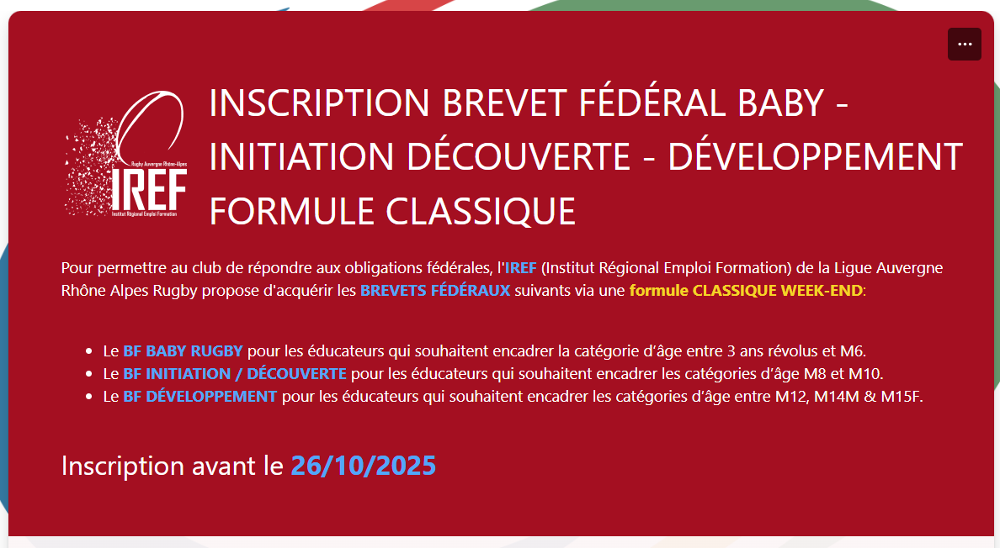 INSCRIPTION BREVET FÉDÉRAL BABY -
INITIATION DÉCOUVERTE - DÉVELOPPEMENT
FORMULE CLASSIQUE
Rugby Auvergne Rhône-Alpes
IREF
Institut Régional Emploi Formation
Pour permettre au club de répondre aux obligations fédérales, l'IREF (Institut Régional Emploi Formation) de la Ligue Auvergne
Rhône Alpes Rugby propose d'acquérir les BREVETS FÉDÉRAUX suivants via une formule CLASSIQUE WEEK-END:
• Le BF BABY RUGBY pour les éducateurs qui souhaitent encadrer la catégorie d’âge entre 3 ans révolus et M6.
• Le BF INITIATION / DÉCOUVERTE pour les éducateurs qui souhaitent encadrer les catégories d’âge M8 et M10.
• Le BF DÉVELOPPEMENT pour les éducateurs qui souhaitent encadrer les catégories d’âge entre M12, M14M & M15F.
Inscription avant le 26/10/2025